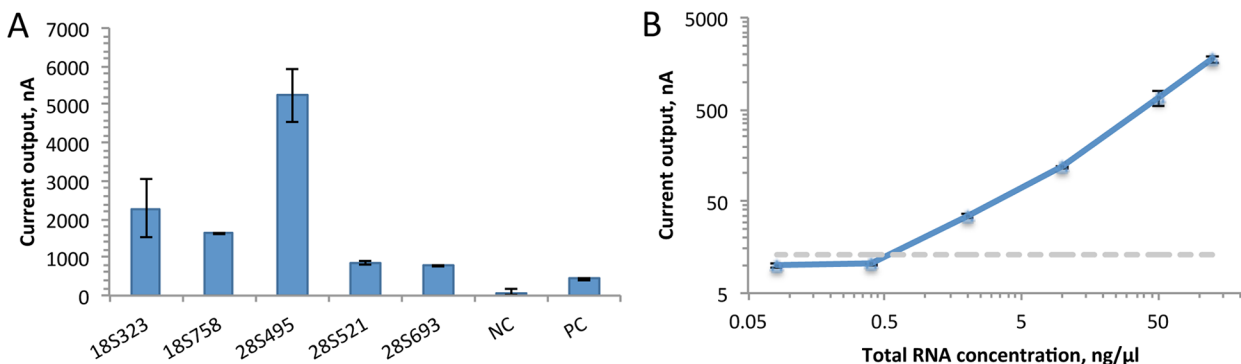 A
7000
6000
5000
4000
3000
2000
1000
0
Current output, nA
18S323
18S758
28S495
28S521
28S693
NC
PC
B
5000
500
50
5
Current output, nA
0.05
0.5
5
50
Total RNA concentration, ng/µl